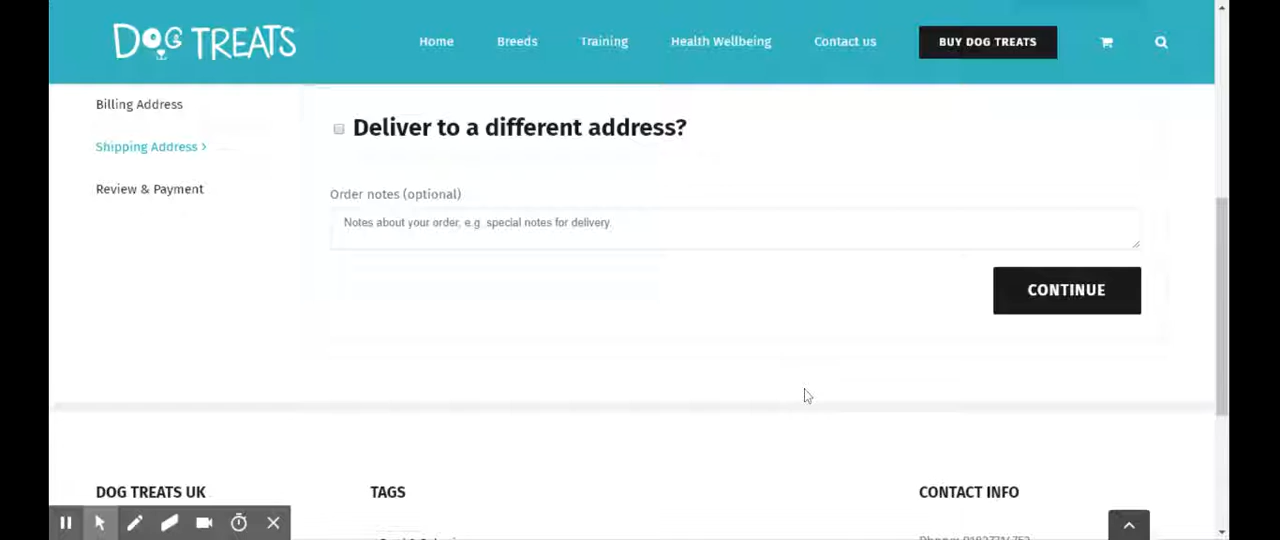 DOG TREATS
Home Breeds Training Health Wellbeing Contact us BUY DOG TREATS
Billing Address
Shipping Address >
Review & Payment
Deliver to a different address?
Order notes (optional)
Notes about your order, e.g. special notes for delivery.
CONTINUE
DOG TREATS UK
TAGS
CONTACT INFO